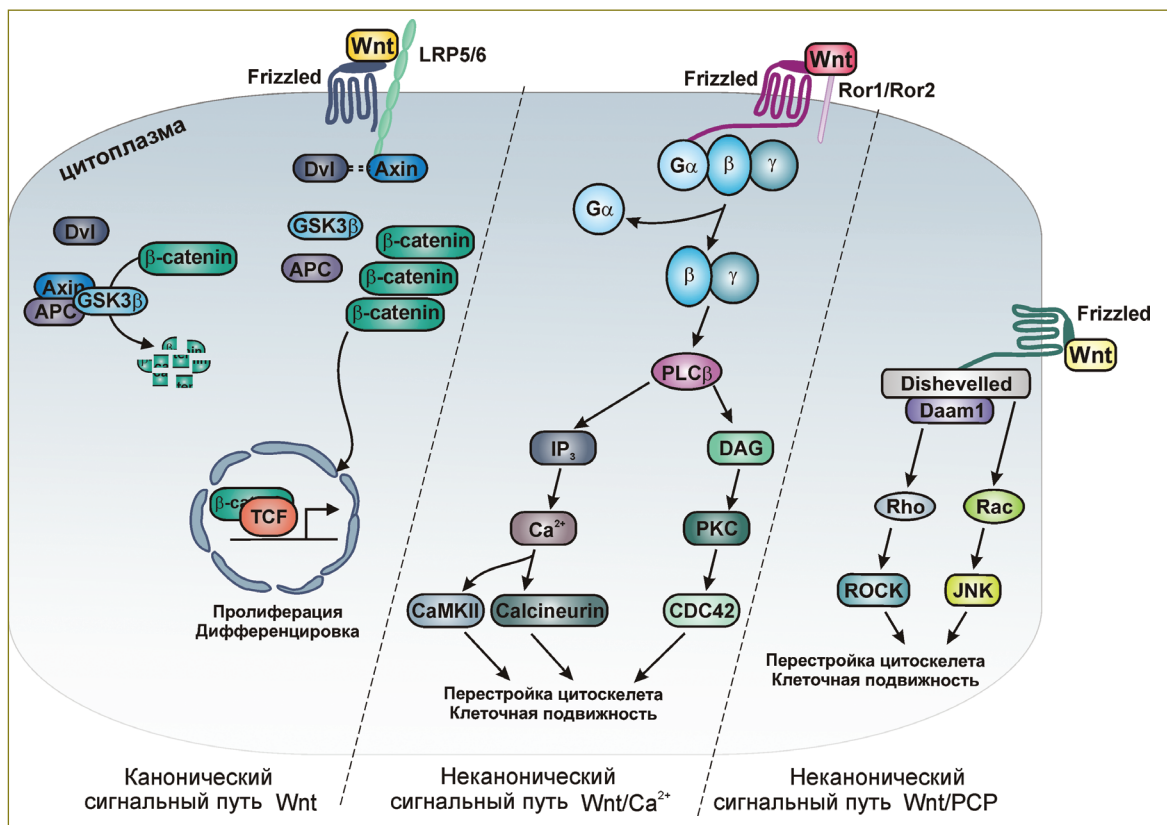 Wnt
LRP5/6
Frizzled
цитоплазма
Dvl
Axin
Dvl
GSK3β
β-catenin
APC
β-catenin
β-catenin
β-catenin
Axin
GSK3β
APC
β-cat
TCF
Пролиферация
Дифференцировка
Wnt
Frizzled
Ror1/Ror2
Gα
β
γ
Gα
β
γ
PLCβ
IP₃
DAG
Ca²⁺
PKC
CaMKII
Calcineurin
CDC42
Перестройка цитоскелета
Клеточная подвижность
Frizzled
Wnt
Dishevelled
Daam1
Rho
Rac
ROCK
JNK
Перестройка цитоскелета
Клеточная подвижность
Канонический
сигнальный путь Wnt
Неканонический
сигнальный путь Wnt/Ca²⁺
Неканонический
сигнальный путь Wnt/PCP